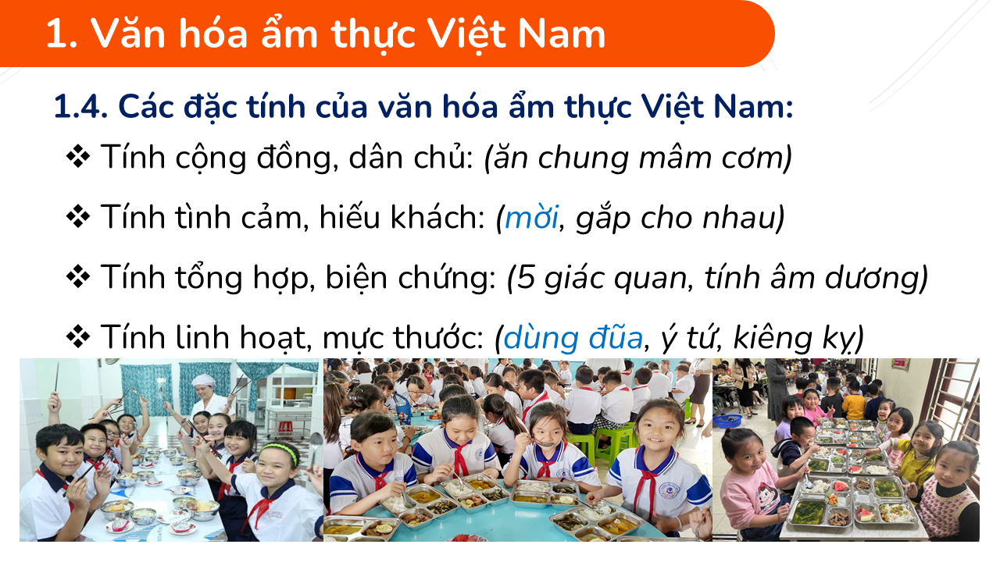 1. Văn hóa ẩm thực Việt Nam
1.4. Các đặc tính của văn hóa ẩm thực Việt Nam:
❖ Tính cộng đồng, dân chủ: (ăn chung mâm cơm)
❖ Tính tình cảm, hiếu khách: (mời, gắp cho nhau)
❖ Tính tổng hợp, biện chứng: (5 giác quan, tính âm dương)
❖ Tính linh hoạt, mực thước: (dùng đũa, ý tứ, kiêng kỵ)